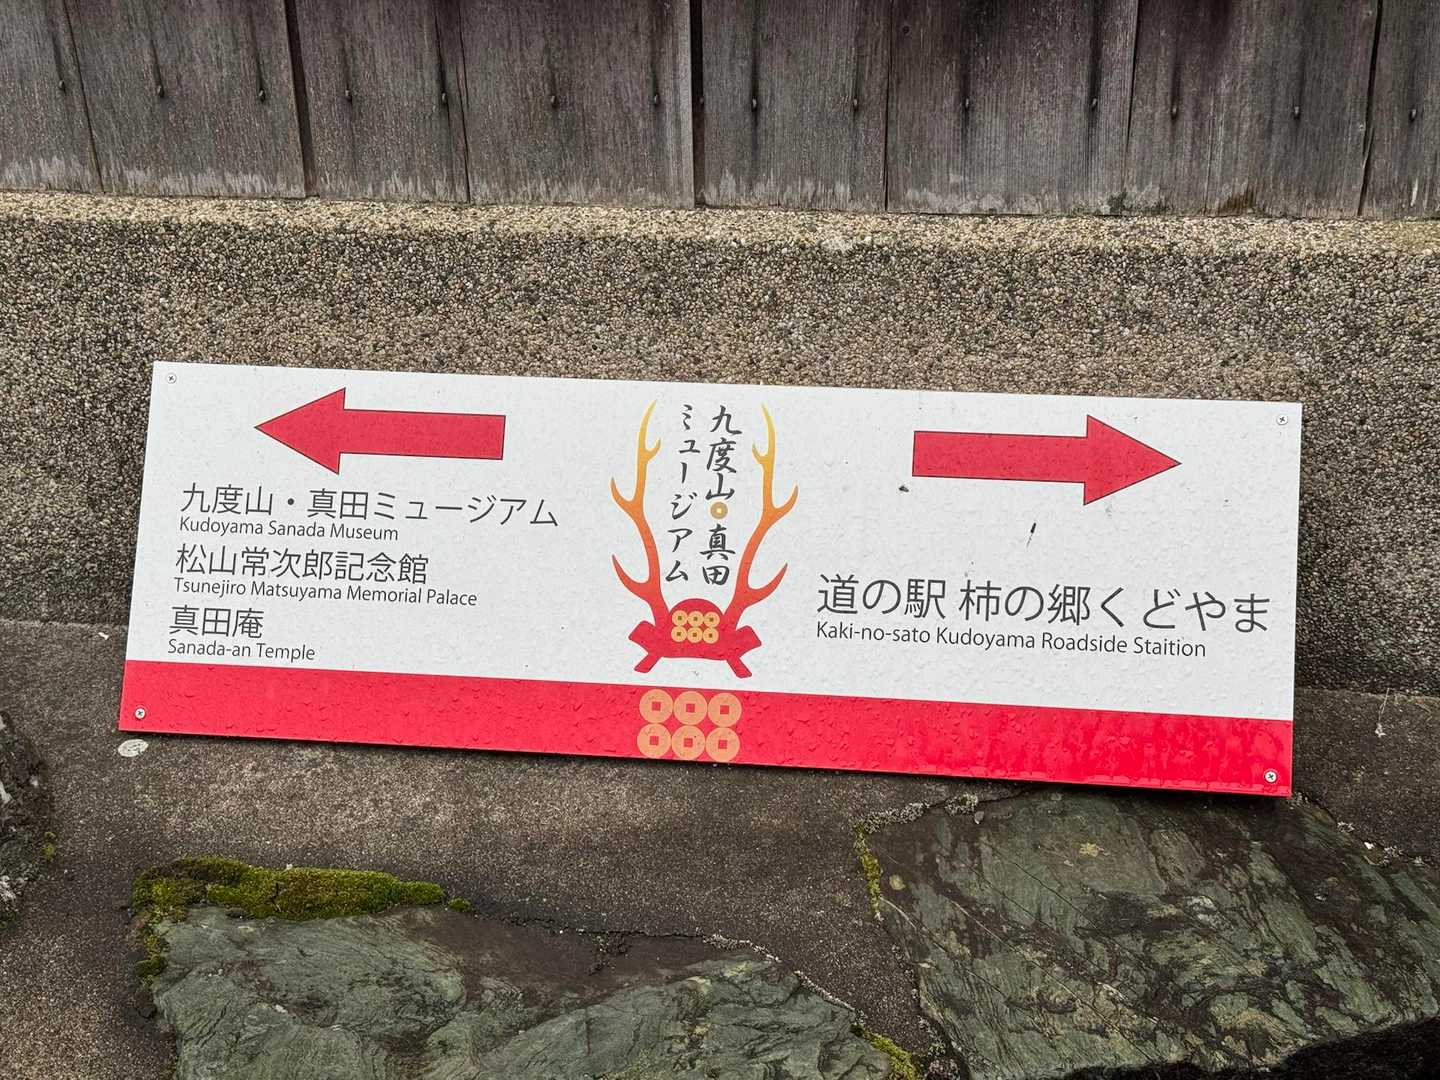 九度山・真田ミュージアム
Kudoyama Sanada Museum
松山常次郎記念館
Tsunejiro Matsuyama Memorial Palace
真田庵
Sanada-an Temple
九度山 真田
ミュージアム
道の駅 柿の郷くどやま
Kaki-no-sato Kudoyama Roadside Staition